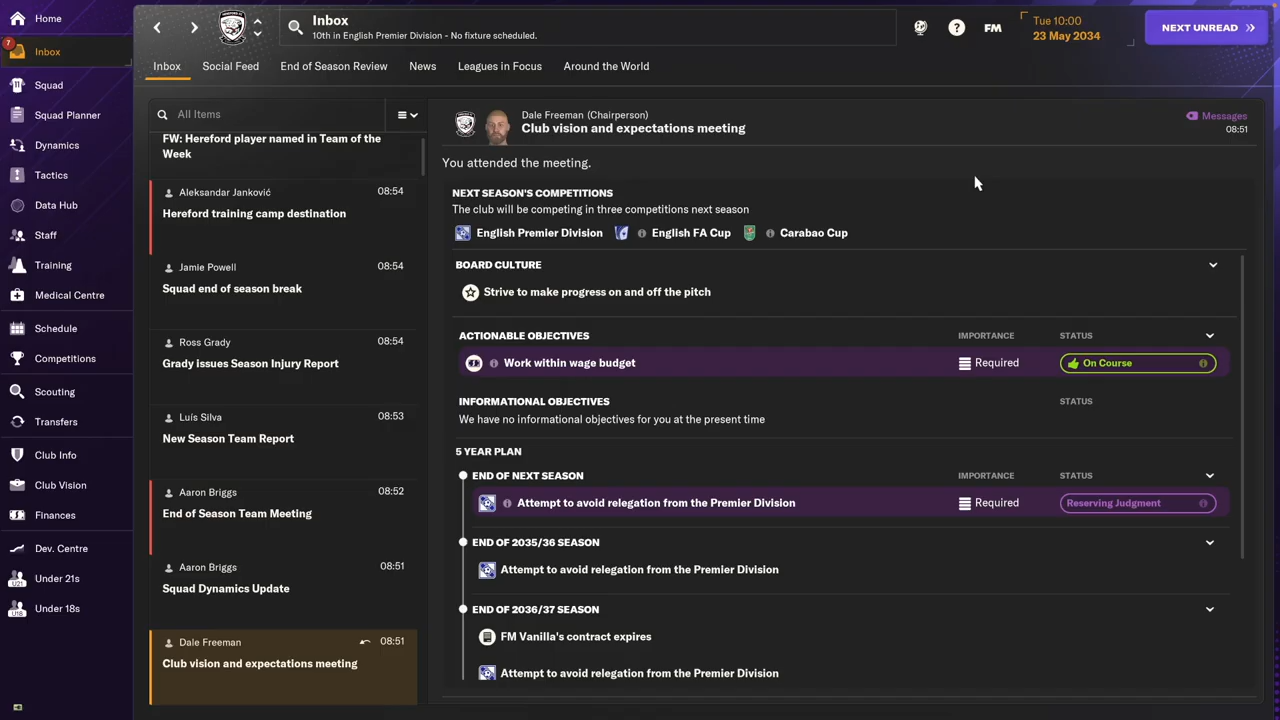 Home
7
Inbox
Squad
Squad Planner
Dynamics
Tactics
Data Hub
Staff
Training
Medical Centre
Schedule
Competitions
Scouting
Transfers
Club Info
Club Vision
Finances
Dev. Centre
U21
Under 21s
U18
Under 18s
Inbox
10th in English Premier Division - No fixture scheduled.
?
FM
Tue 10:00
23 May 2034
NEXT UNREAD
Inbox
Social Feed
End of Season Review
News
Leagues in Focus
Around the World
All Items
FW: Hereford player named in Team of the
Week
Aleksandar Janković
08:54
Hereford training camp destination
Jamie Powell
08:54
Squad end of season break
Ross Grady
08:54
Grady issues Season Injury Report
Luís Silva
08:53
New Season Team Report
Aaron Briggs
08:52
End of Season Team Meeting
Aaron Briggs
08:51
Squad Dynamics Update
Dale Freeman
08:51
Club vision and expectations meeting
Dale Freeman (Chairperson)
Club vision and expectations meeting
Messages
08:51
You attended the meeting.
NEXT SEASON'S COMPETITIONS
The club will be competing in three competitions next season
English Premier Division
English FA Cup
Carabao Cup
BOARD CULTURE
Strive to make progress on and off the pitch
ACTIONABLE OBJECTIVES
IMPORTANCE
STATUS
Work within wage budget
Required
On Course
INFORMATIONAL OBJECTIVES
STATUS
We have no informational objectives for you at the present time
5 YEAR PLAN
END OF NEXT SEASON
IMPORTANCE
STATUS
Attempt to avoid relegation from the Premier Division
Required
Reserving Judgment
END OF 2035/36 SEASON
Attempt to avoid relegation from the Premier Division
END OF 2036/37 SEASON
FM Vanilla's contract expires
Attempt to avoid relegation from the Premier Division